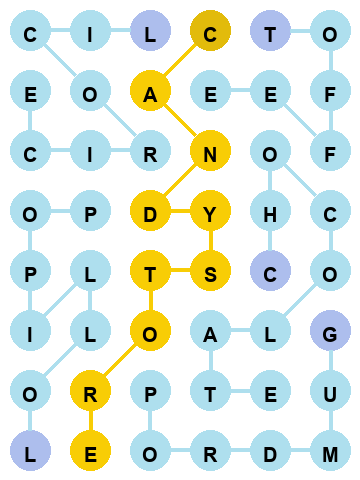 C I L C T O
E O A E E F
C I R N O F
O P D Y H C
P L T S C O
I L O A L G
O R P T E U
L E O R D M